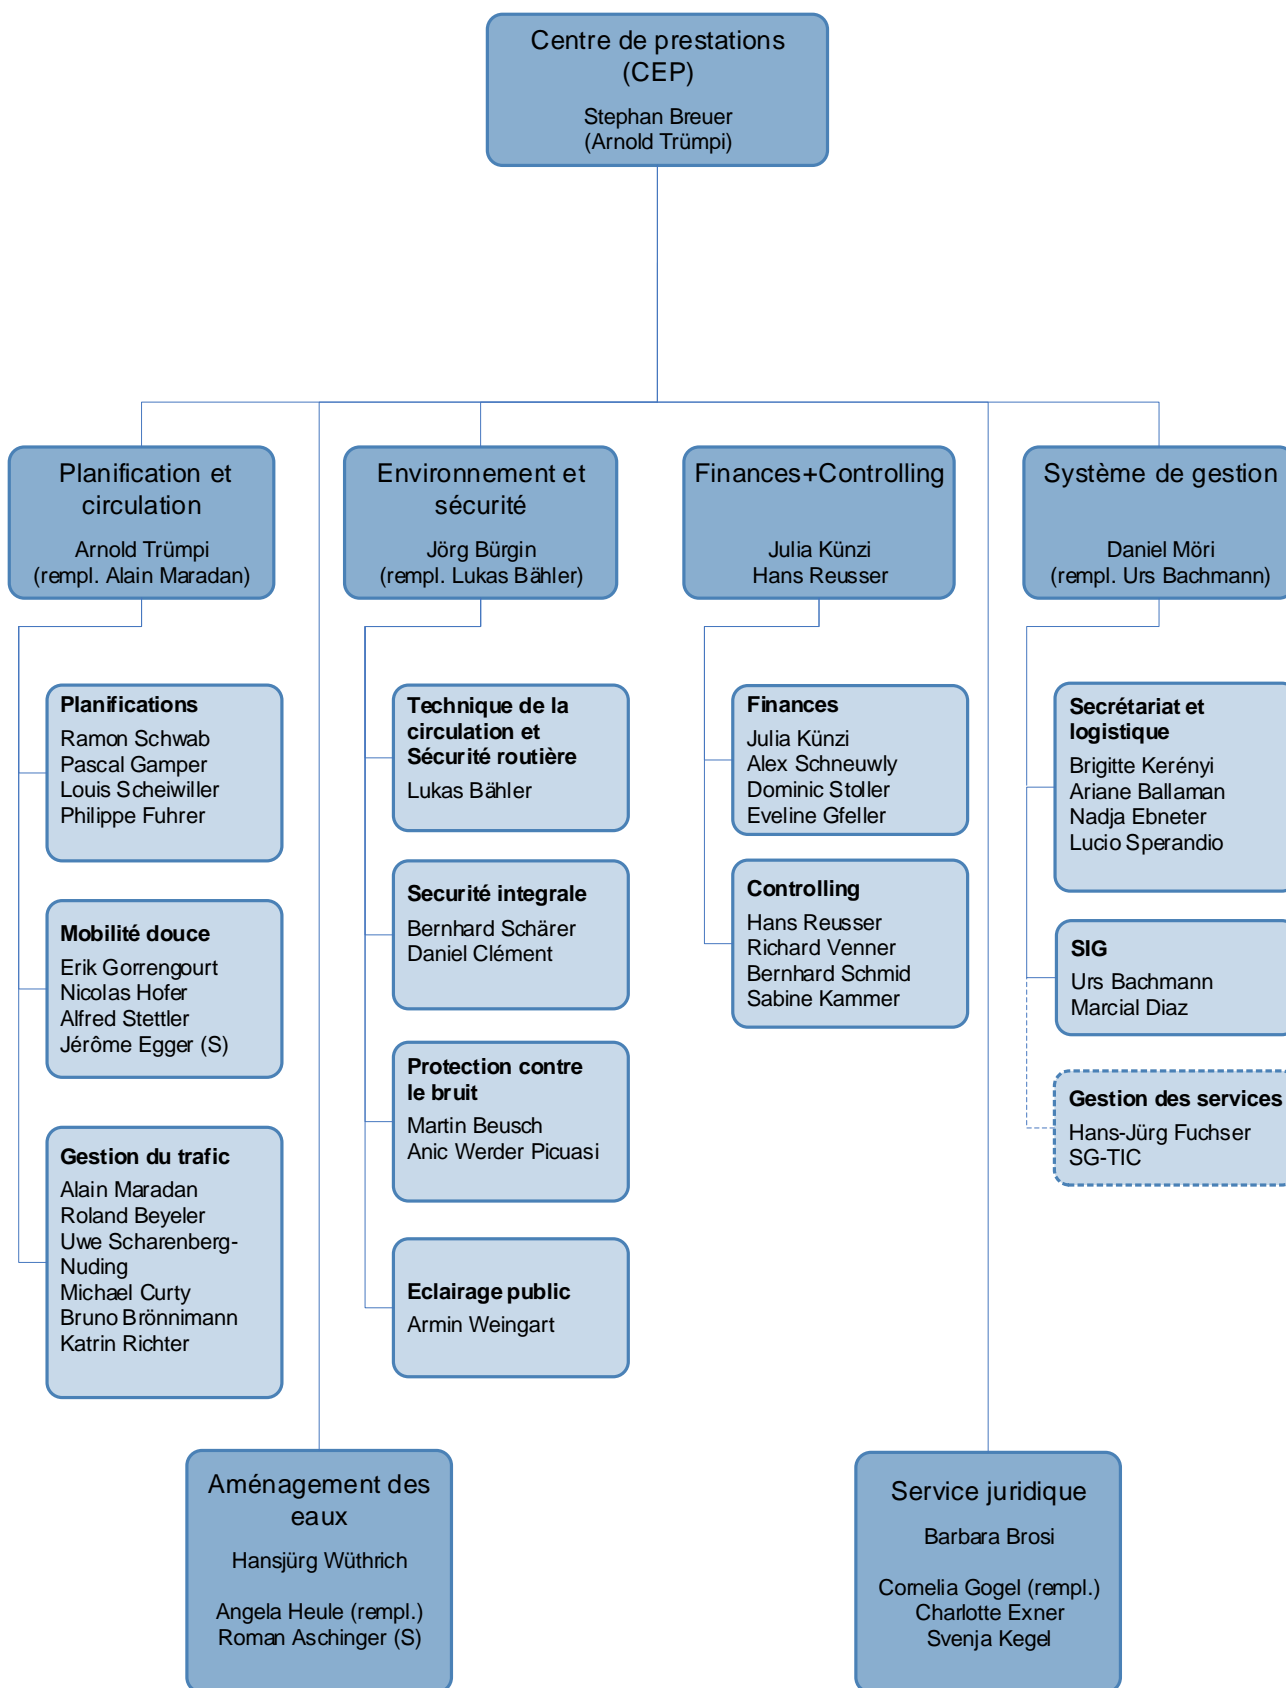 Centre de prestations
(CEP)
Stephan Breuer
(Arnold Trümpi)
Planification et
circulation
Arnold Trümpi
(rempl. Alain Maradan)
Planifications
Ramon Schwab
Pascal Gamper
Louis Scheiwiller
Philippe Fuhrer
Mobilité douce
Erik Gorrengourt
Nicolas Hofer
Alfred Stettler
Jérôme Egger (S)
Gestion du trafic
Alain Maradan
Roland Beyeler
Uwe Scharenberg-
Nuding
Michael Curty
Bruno Brönnimann
Katrin Richter
Environnement et
sécurité
Jörg Bürgin
(rempl. Lukas Bähler)
Technique de la
circulation et
Sécurité routière
Lukas Bähler
Securité integrale
Bernhard Schärer
Daniel Clément
Protection contre
le bruit
Martin Beusch
Anic Werder Picuasi
Eclairage public
Armin Weingart
Finances+Controlling
Julia Künzi
Hans Reusser
Finances
Julia Künzi
Alex Schneuwly
Dominic Stoller
Eveline Gfeller
Controlling
Hans Reusser
Richard Venner
Bernhard Schmid
Sabine Kammer
Système de gestion
Daniel Möri
(rempl. Urs Bachmann)
Secrétariat et
logistique
Brigitte Kerényi
Ariane Ballaman
Nadja Ebneter
Lucio Sperandio
SIG
Urs Bachmann
Marcial Diaz
Gestion des services
Hans-Jürg Fuchser
SG-TIC
Aménagement des
eaux
Hansjürg Wüthrich
Angela Heule (rempl.)
Roman Aschinger (S)
Service juridique
Barbara Brosi
Cornelia Gogel (rempl.)
Charlotte Exner
Svenja Kegel